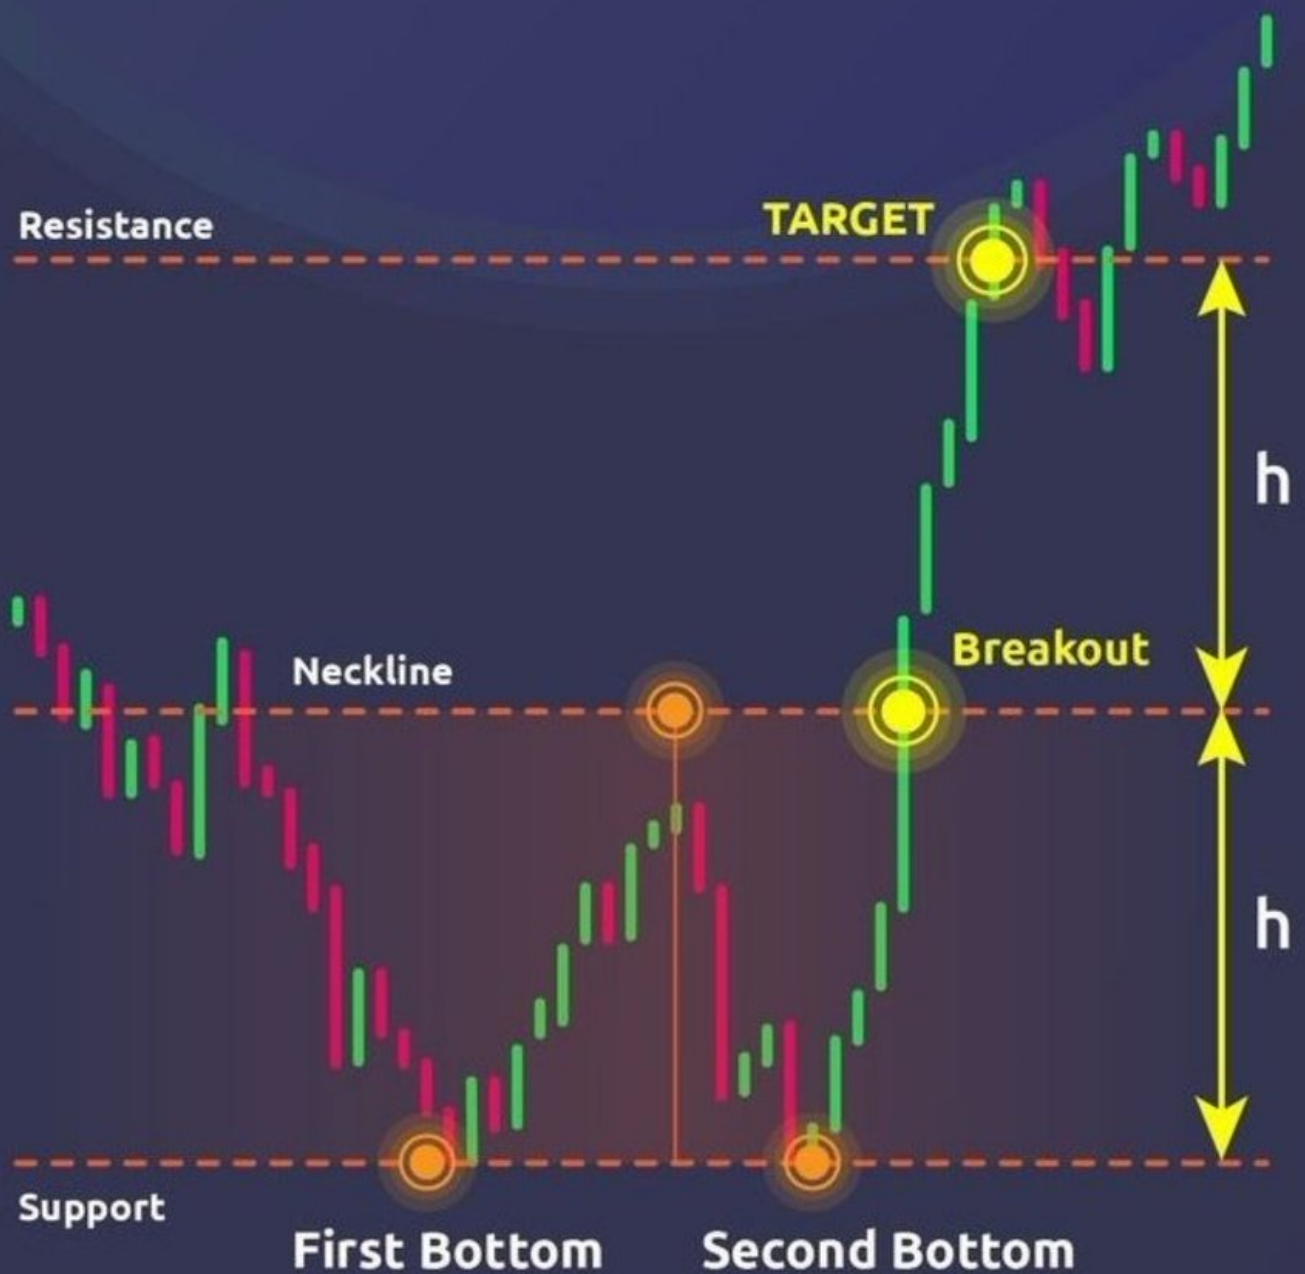 Resistance
TARGET
h
Neckline
Breakout
h
Support
First Bottom
Second Bottom